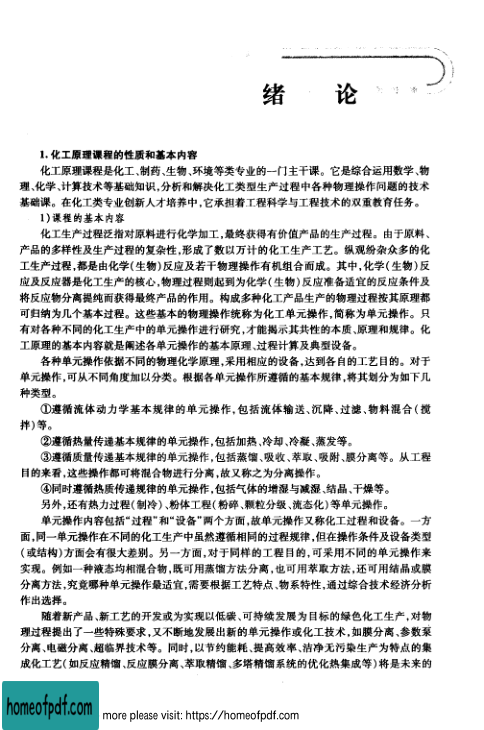 绪 论
1. 化工原理课程的性质和基本内容
化工原理课程是化工、制药、生物、环境等类专业的一门主干课。它是综合运用数学、物
理、化学、计算技术等基础知识,分析和解决化工类型生产过程中各种物理操作问题的技术
基础课。在化工类专业创新人才培养中,它承担着工程科学与工程技术的双重教育任务。
1)课程的基本内容
化工生产过程泛指对原料进行化学加工,最终获得有价值产品的生产过程。由于原料、
产品的多样性及生产过程的复杂性,形成了数以万计的化工生产工艺。纵观纷杂众多的化
工生产过程,都是由化学(生物)反应及若干物理操作有机组合而成。其中,化学(生物)反
应及反应器是化工生产的核心,物理过程则起到为化学(生物)反应准备适宜的反应条件及
将反应物分离提纯而获得最终产品的作用。构成多种化工产品生产的物理过程按其原理都
可归纳为几个基本过程。这些基本的物理操作统称为化工单元操作,简称为单元操作。只
有对各种不同的化工生产中的单元操作进行研究,才能揭示其共性的本质、原理和规律。化
工原理的基本内容就是阐述各单元操作的基本原理、过程计算及典型设备。
各种单元操作依据不同的物理化学原理,采用相应的设备,达到各自的工艺目的。对于
单元操作,可从不同角度加以分类。根据各单元操作所遵循的基本规律,将其划分为如下几
种类型。
①遵循流体动力学基本规律的单元操作,包括流体输送、沉降、过滤、物料混合(搅
拌)等。
②遵循热量传递基本规律的单元操作,包括加热、冷却、冷凝、蒸发等。
③遵循质量传递基本规律的单元操作,包括蒸馏、吸收、萃取、吸附、膜分离等。从工程
目的来看,这些操作都可将混合物进行分离,故又称之为分离操作。
④同时遵循热质传递规律的单元操作,包括气体的增湿与减湿、结晶、干燥等。
另外,还有热力过程(制冷)、粉体工程(粉碎、颗粒分级、流态化)等单元操作。
单元操作内容包括“过程”和“设备”两个方面,故单元操作又称化工过程和设备。一方
面,同一单元操作在不同的化工生产中虽然遵循相同的过程规律,但在操作条件及设备类型
(或结构)方面会有很大差别。另一方面,对于同样的工程目的,可采用不同的单元操作来
实现。例如一种液态均相混合物,既可用蒸馏方法分离,也可用萃取方法,还可用结晶或膜
分离方法,究竟哪种单元操作最适宜,需要根据工艺特点、物系特性,通过综合技术经济分析
作出选择。
随着新产品、新工艺的开发或为实现以低碳、可持续发展为目标的绿色化工生产,对物
理过程提出了一些特殊要求,又不断地发展出新的单元操作或化工技术,如膜分离、参数泵
分离、电磁分离、超临界技术等。同时,以节约能耗、提高效率、洁净无污染生产为特点的集
成化工艺(如反应精馏、反应膜分离、萃取精馏、多塔精馏系统的优化热集成等)将是未来的
homeofpdf.com
more please visit: https://homeofpdf.com